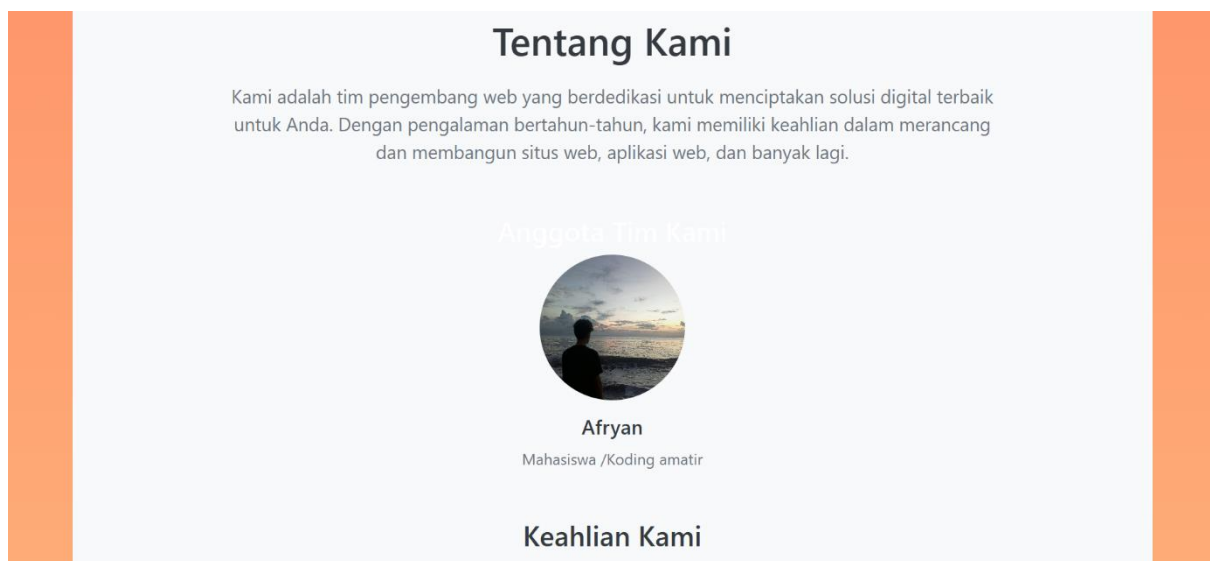 Tentang Kami
Kami adalah tim pengembang web yang berdedikasi untuk menciptakan solusi digital terbaik
untuk Anda. Dengan pengalaman bertahun-tahun, kami memiliki keahlian dalam merancang
dan membangun situs web, aplikasi web, dan banyak lagi.
Anggota Tim Kami
Afryan
Mahasiswa /Koding amatir
Keahlian Kami